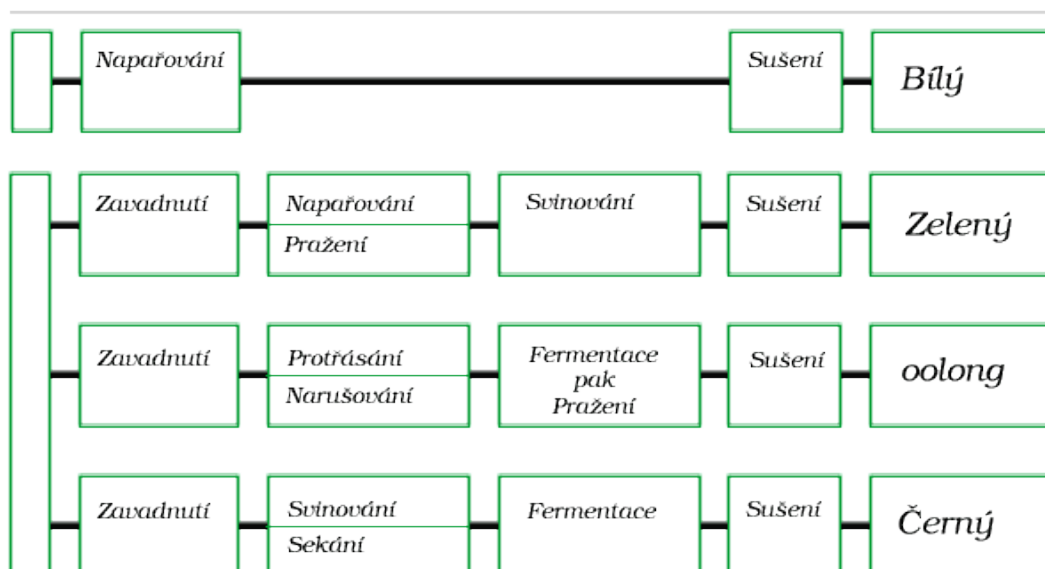 Napařování
Sušení
Bílý
Zavadnutí
Napařování
Pražení
Svinování
Sušení
Zelený
Zavadnutí
Protřásání
Narušování
Fermentace
pak
Pražení
Sušení
oolong
Zavadnutí
Svinování
Sekání
Fermentace
Sušení
Černý